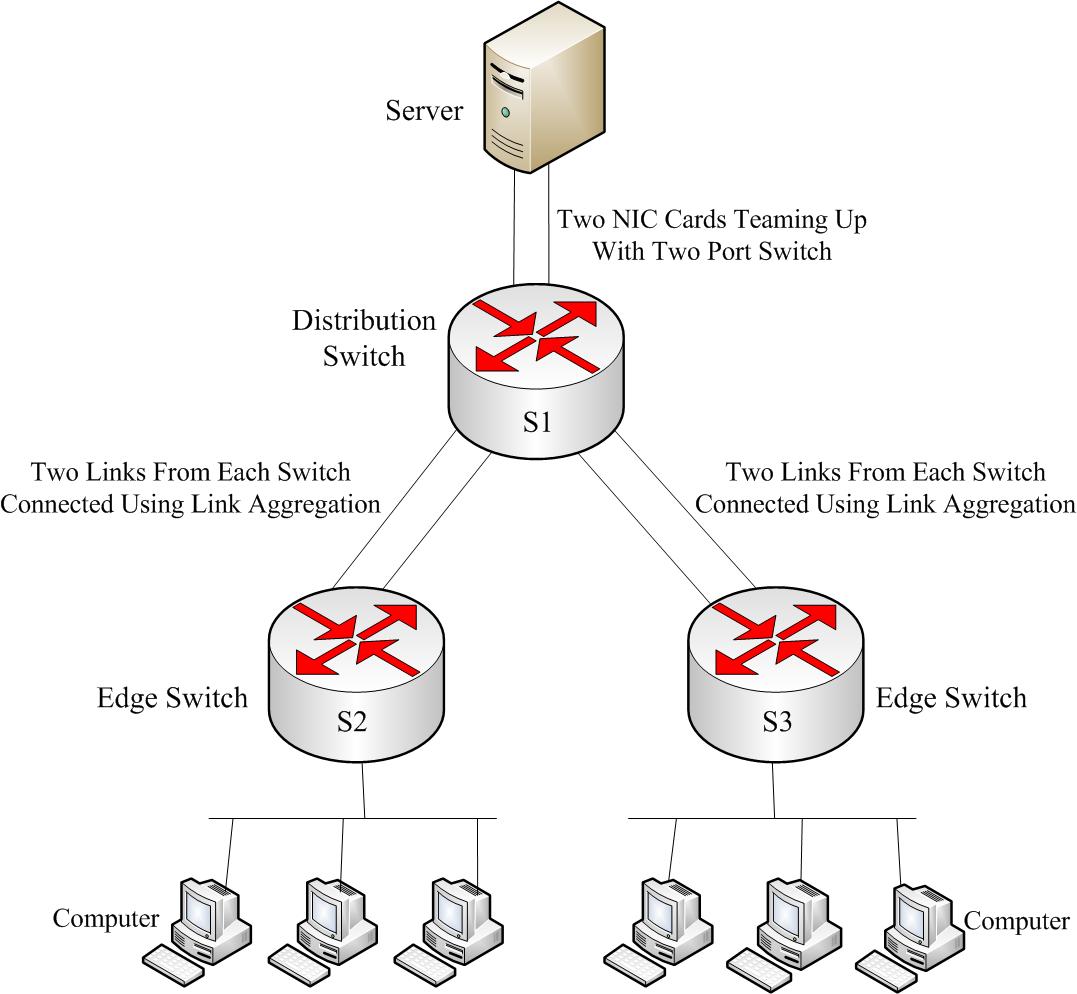 Server
Two NIC Cards Teaming Up
With Two Port Switch
Distribution
Switch
S1
Two Links From Each Switch
Connected Using Link Aggregation
Two Links From Each Switch
Connected Using Link Aggregation
Edge Switch
S2
S3
Edge Switch
Computer
Computer